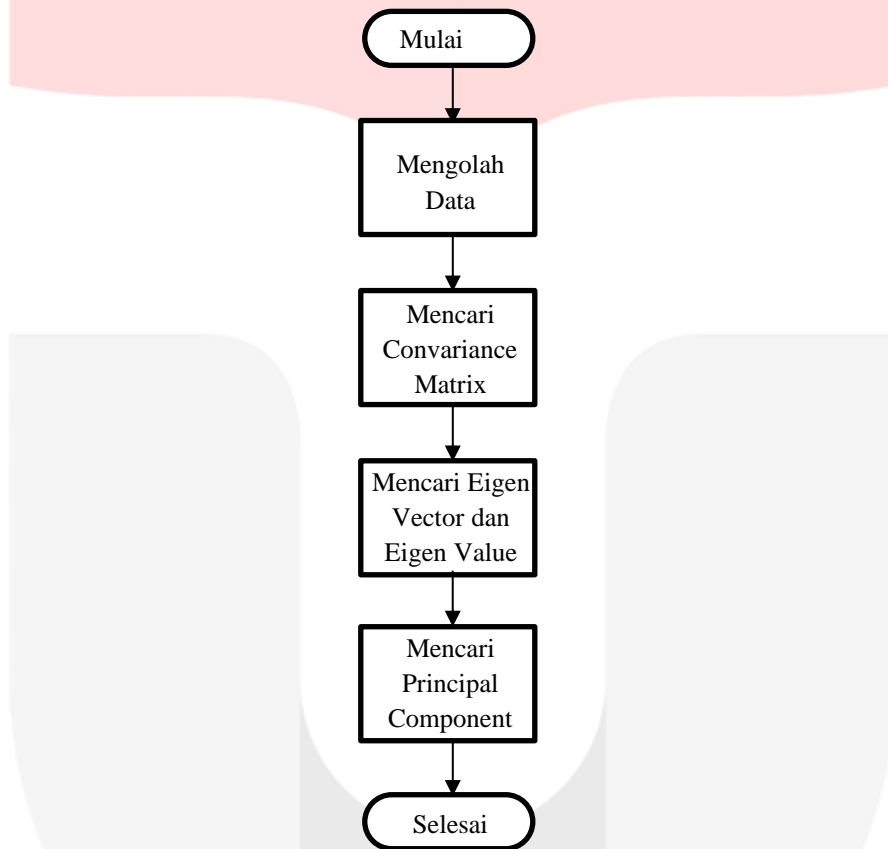 Mulai
Mengolah
Data
Mencari
Convariance
Matrix
Mencari Eigen
Vector dan
Eigen Value
Mencari
Principal
Component
Selesai